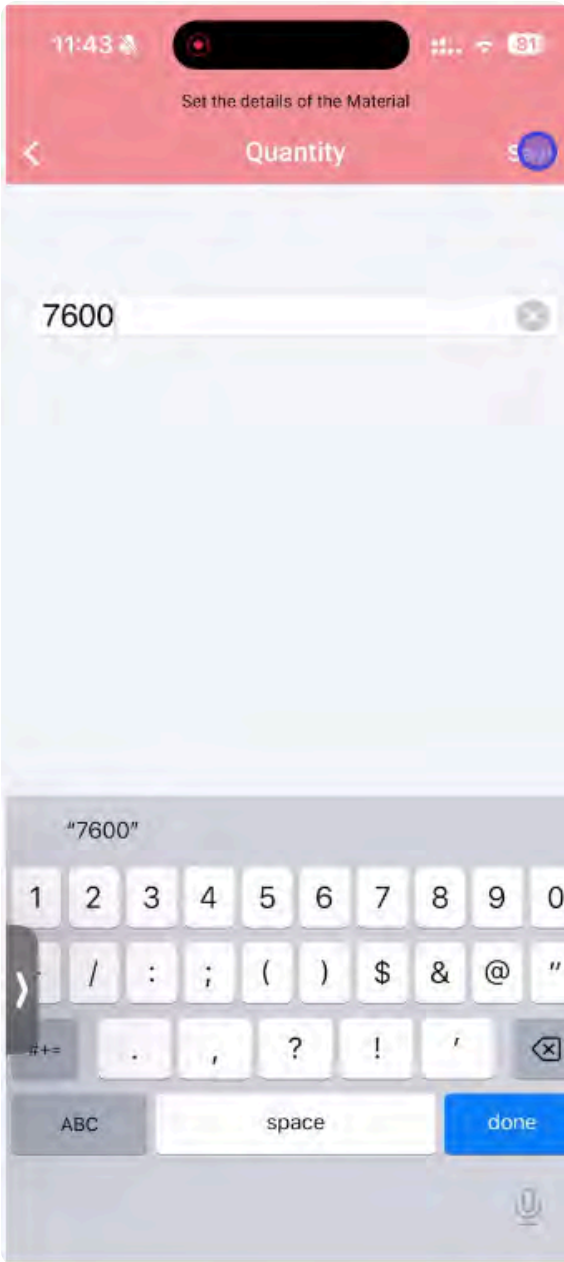 11:43
81
Set the details of the Material
Quantity
7600
"7600"
1 2 3 4 5 6 7 8 9 0
/ : ; ( ) $ & @ "
#+= . , ? ! '
ABC space done